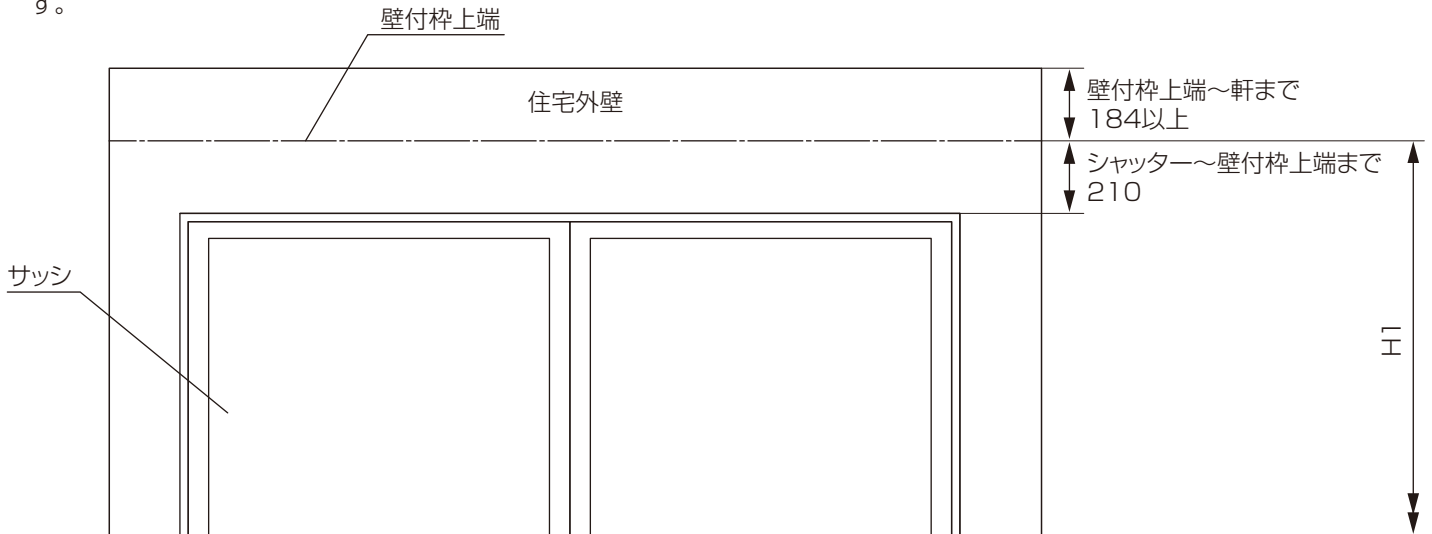 す。
壁付枠上端
住宅外壁
壁付枠上端～軒まで
184以上
シャッター～壁付枠上端まで
210
サッシ
H1